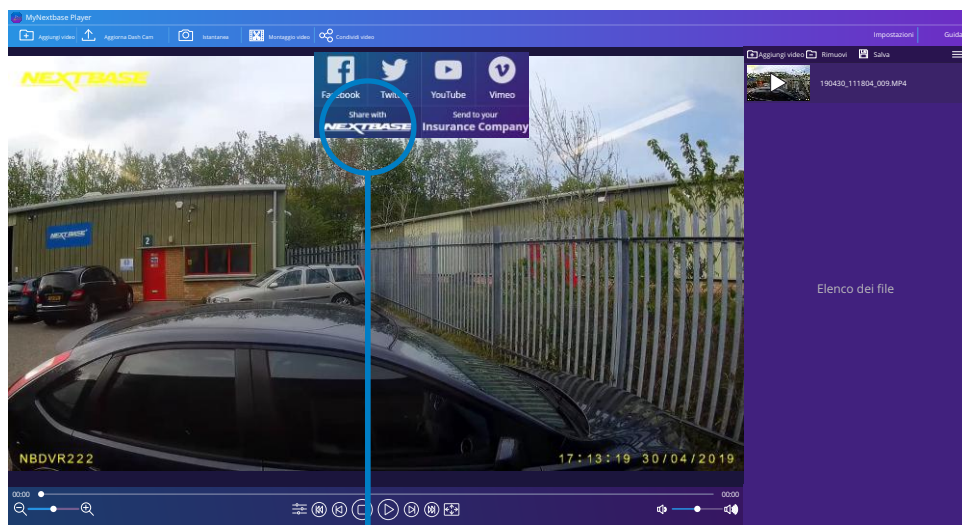 MyNextbase Player
Aggiungi video Aggiorna Dash Cam Istantanea Montaggio video Condividi video Impostazioni Guida
Aggiungi video Rimuovi Salva
NEXTBASE
Facebook Twitter YouTube Vimeo
Share with
NEXTBASE
Send to your
Insurance Company
190430_111804_009.MP4
NEXTBASE
2
Elenco dei file
NBDVR222
17:13:19 30/04/2019
00:00 00:00